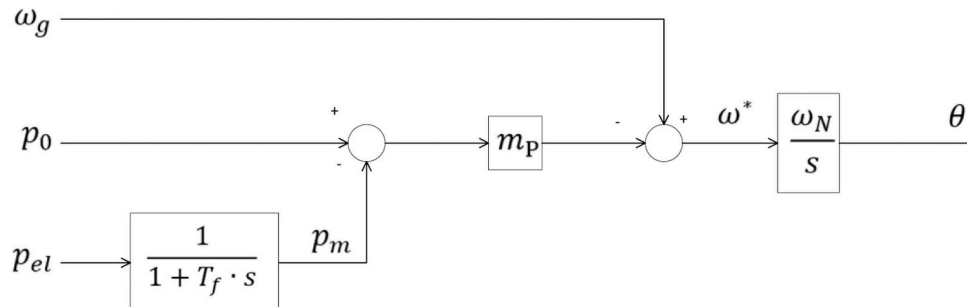 ω_g
+
p_0
-
m_P
-
+
ω*
ω_N
s
θ
p_el
1
1 + T_f · s
p_m